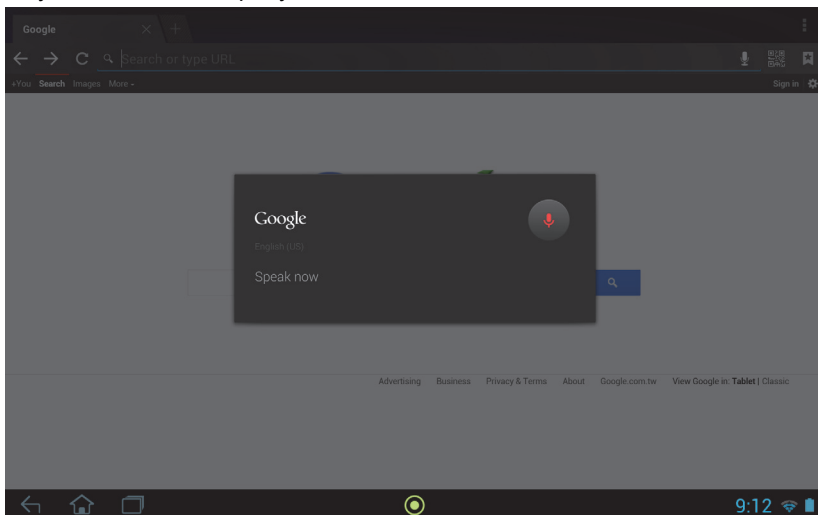 Google
Search or type URL
+You Search Images More
Sign in
Google
English (US)
Speak now
Advertising Business Privacy & Terms About Google.com.tw View Google in: Tablet | Classic
9:12